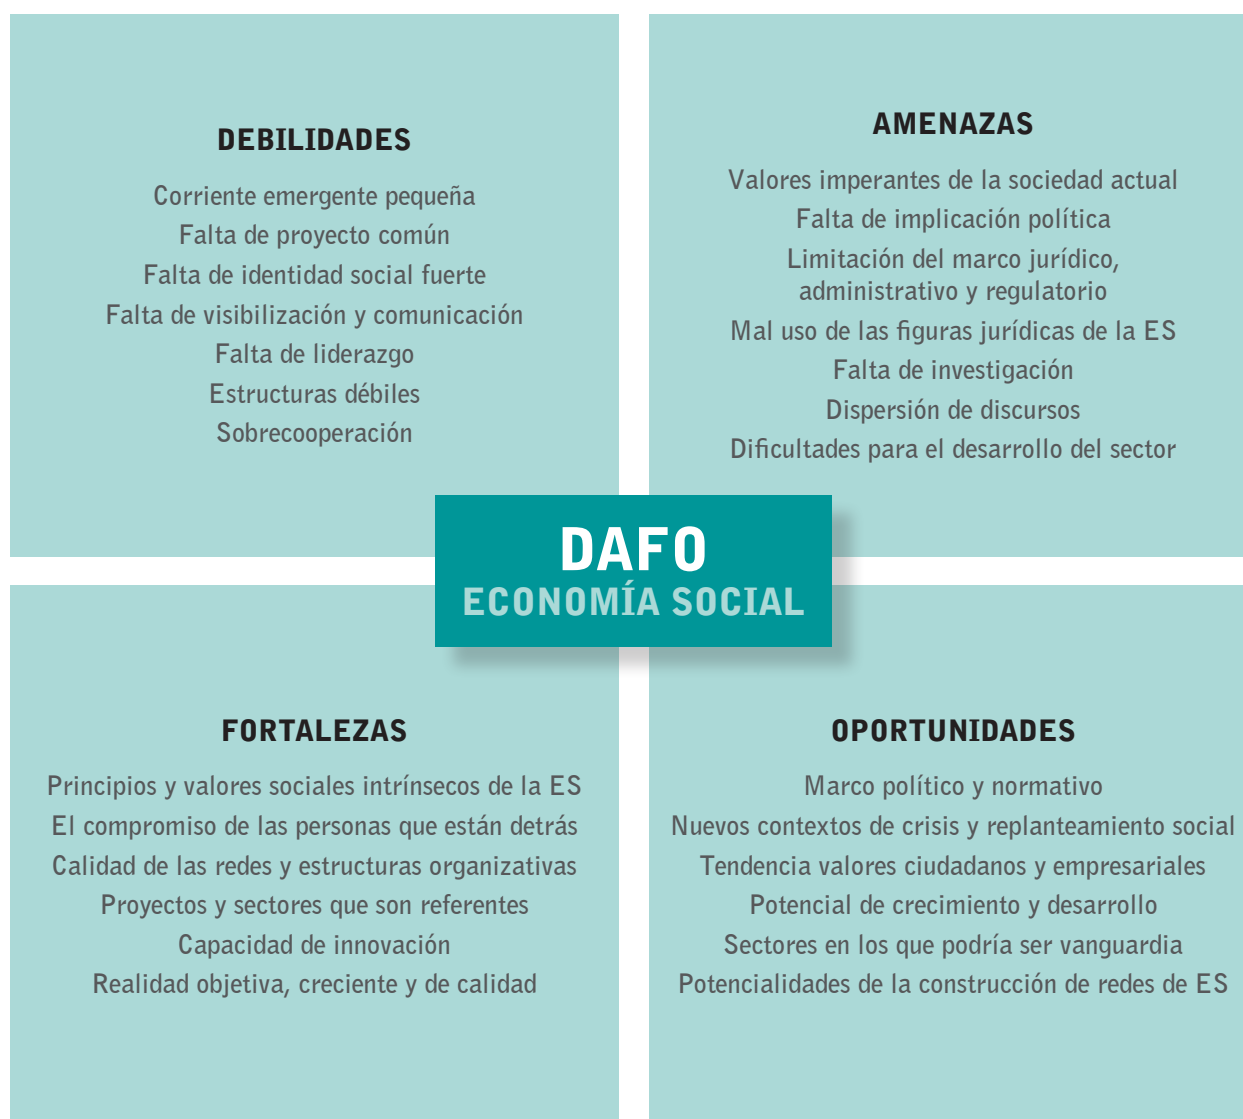 DEBILIDADES
Corriente emergente pequeña
Falta de proyecto común
Falta de identidad social fuerte
Falta de visibilización y comunicación
Falta de liderazgo
Estructuras débiles
Sobrecooperación
AMENAZAS
Valores imperantes de la sociedad actual
Falta de implicación política
Limitación del marco jurídico,
administrativo y regulatorio
Mal uso de las figuras jurídicas de la ES
Falta de investigación
Dispersión de discursos
Dificultades para el desarrollo del sector
DAFO
ECONOMÍA SOCIAL
FORTALEZAS
Principios y valores sociales intrínsecos de la ES
El compromiso de las personas que están detrás
Calidad de las redes y estructuras organizativas
Proyectos y sectores que son referentes
Capacidad de innovación
Realidad objetiva, creciente y de calidad
OPORTUNIDADES
Marco político y normativo
Nuevos contextos de crisis y replanteamiento social
Tendencia valores ciudadanos y empresariales
Potencial de crecimiento y desarrollo
Sectores en los que podría ser vanguardia
Potencialidades de la construcción de redes de ES